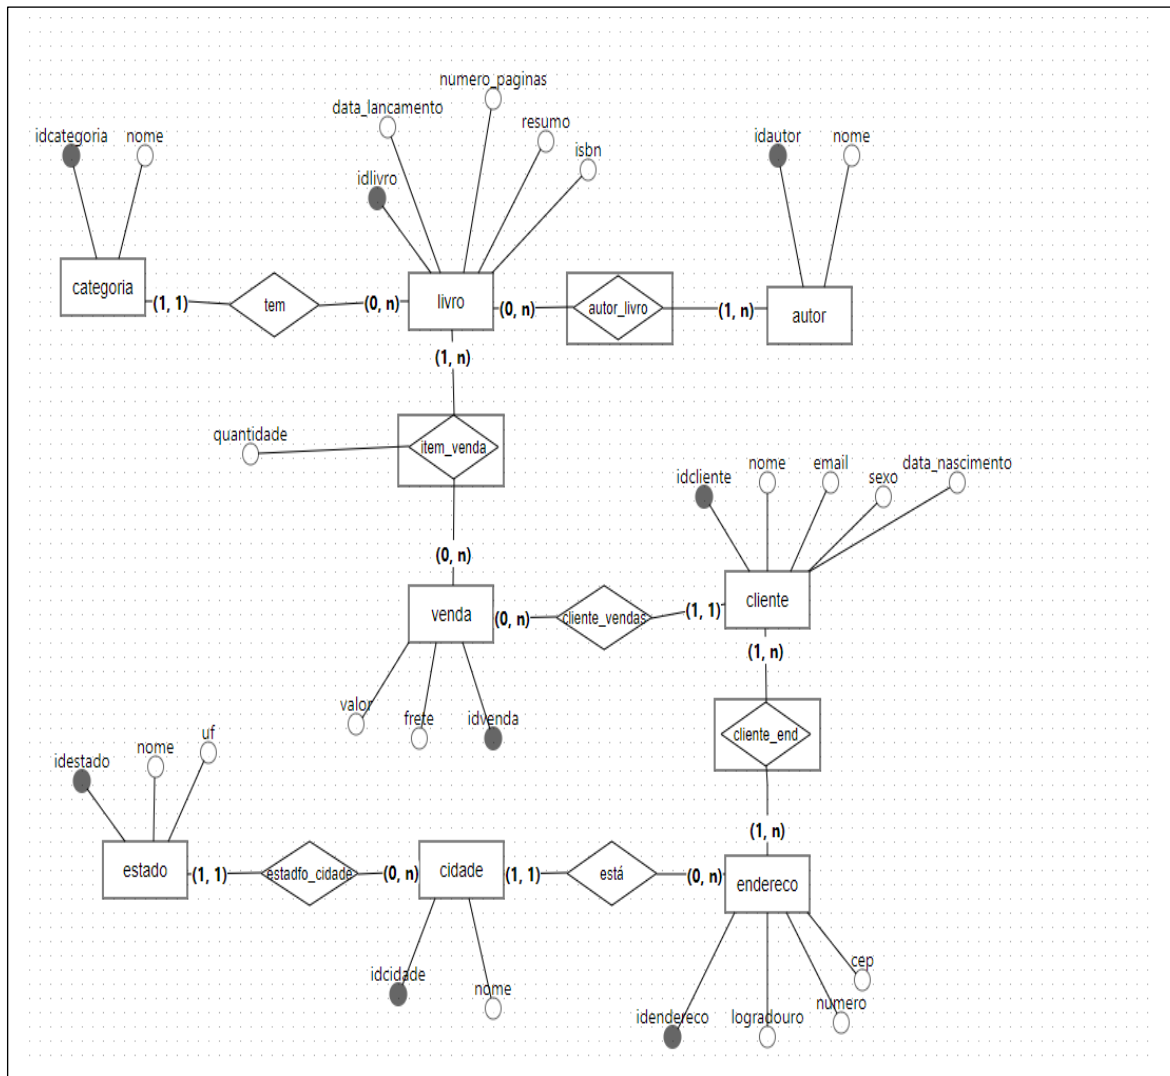 numero_paginas
data_lancamento
resumo
idcategoria
nome
isbn
idautor
nome
idlivro
categoria
(1, 1)
tem
(0, n)
livro
(0, n)
autor_livro
(1, n)
autor
(1, n)
quantidade
item_venda
idcliente
nome
email
sexo
data_nascimento
(0, n)
venda
(0, n)
cliente_vendas
(1, 1)
cliente
(1, n)
valor
frete
idvenda
cliente_end
idestado
nome
uf
(1, n)
estado
(1, 1)
estadfo_cidade
(0, n)
cidade
(1, 1)
está
(0, n)
endereco
idcidade
nome
cep
idendereco
logradouro
numero